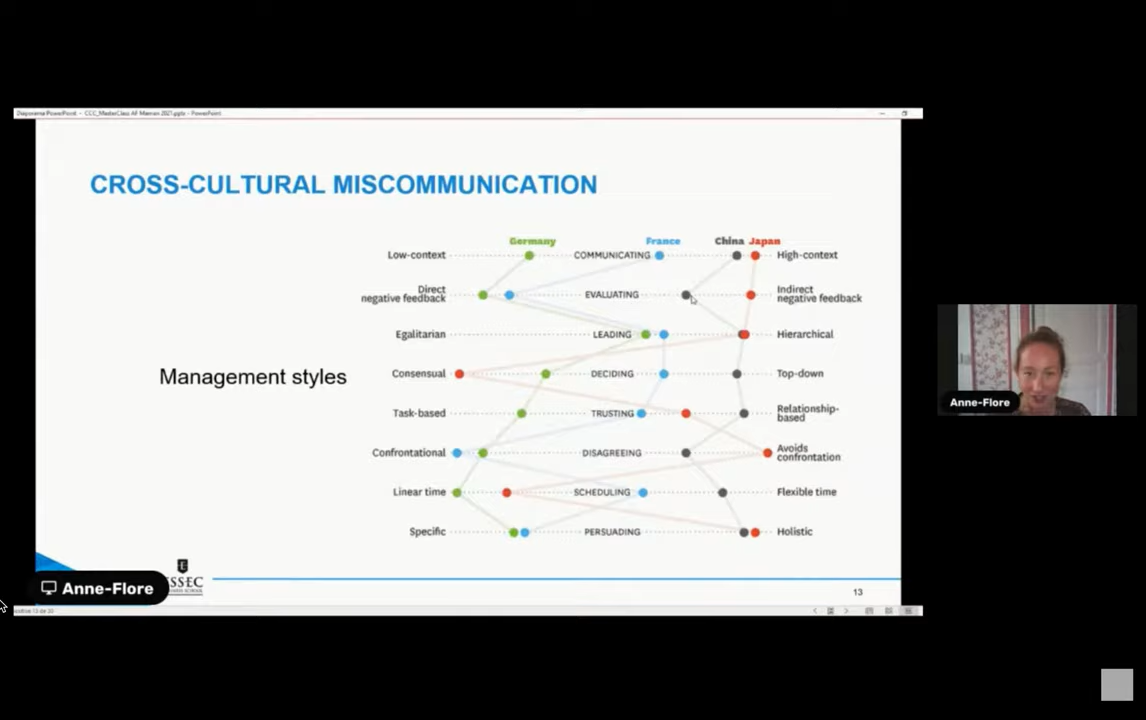 Diaporama PowerPoint - CCC_MasterClass AF Maman 2021.pptx - PowerPoint
CROSS-CULTURAL MISCOMMUNICATION
Germany France China Japan
Low-context COMMUNICATING High-context
Direct
negative feedback EVALUATING Indirect
negative feedback
Egalitarian LEADING Hierarchical
Management styles
Consensual DECIDING Top-down
Task-based TRUSTING Relationship-
based
Confrontational DISAGREEING Avoids
confrontation
Linear time SCHEDULING Flexible time
Specific PERSUADING Holistic
Anne-Flore
Anne-Flore
SSEC
13